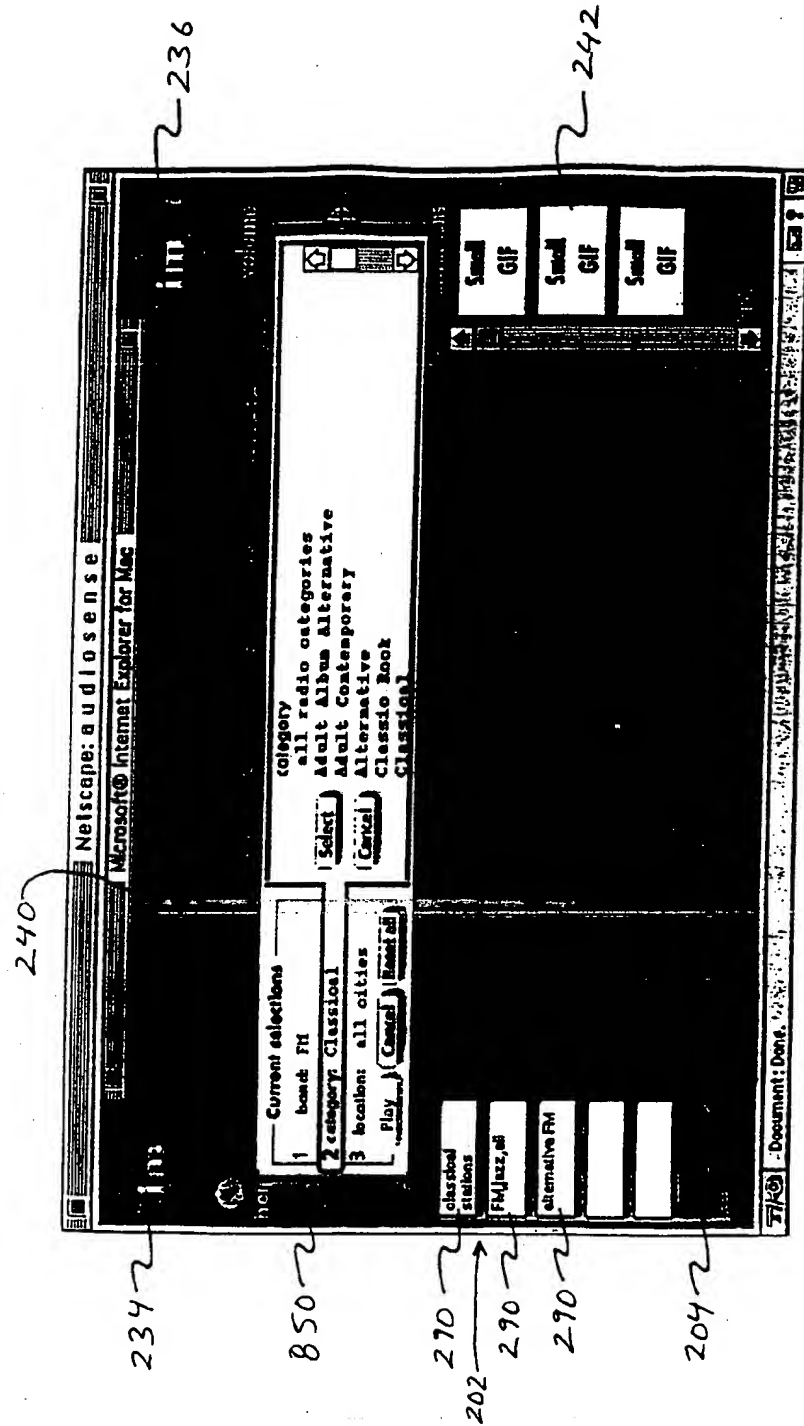 240
Netscape: audiosense
Microsoft® Internet Explorer for Mac
234
236
im
volume
850
Current selections
1 band: FM
2 category: Classical
3 location: all cities
Play Cancel Reset all
category
all radio categories
Adult Album Alternative
Adult Contemporary
Alternative
Classic Rock
Classical
Select
Cancel
202
290
classical stations
290
FM,jazz,all
290
alternative FM
242
Small GIF
Small GIF
Small GIF
204
Document: Done.
?